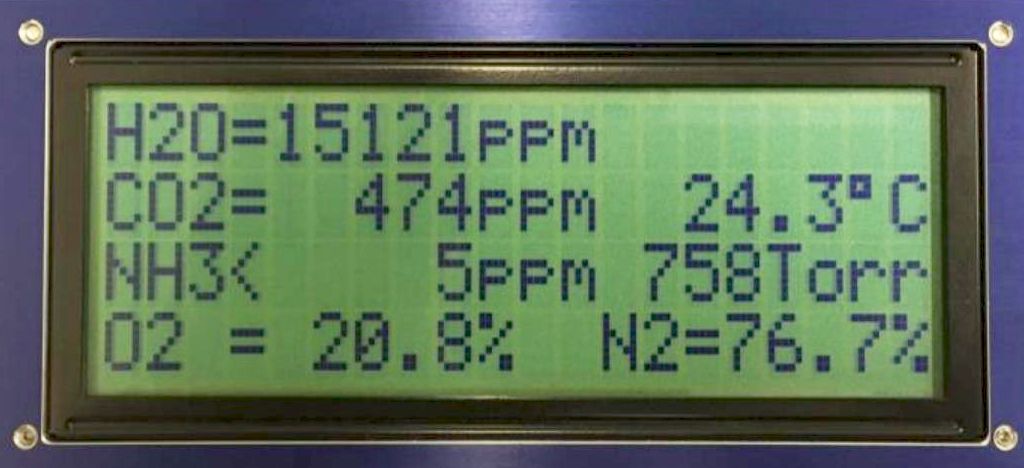 H2O=15121ppm
CO2=  474ppm  24.3°C
NH3<    5ppm 758Torr
O2 = 20.8%  N2=76.7%